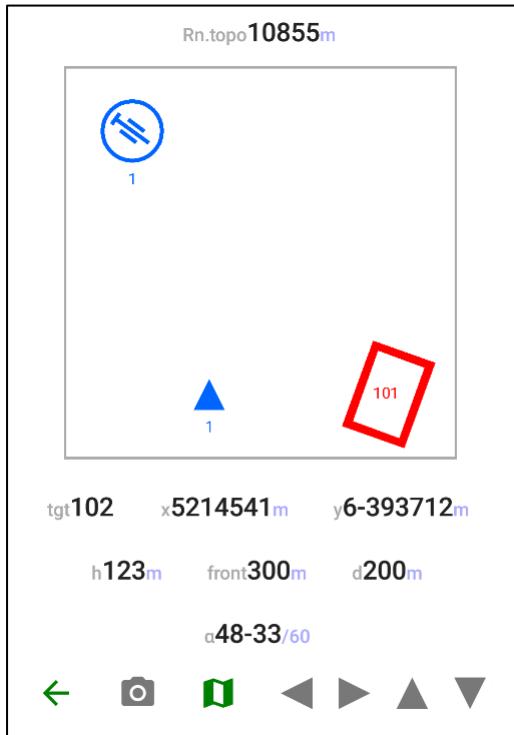 Rn.topo10855m
1
101
1
tgt102 x5214541m y6-393712m
h123m front300m d200m
α48-33/60